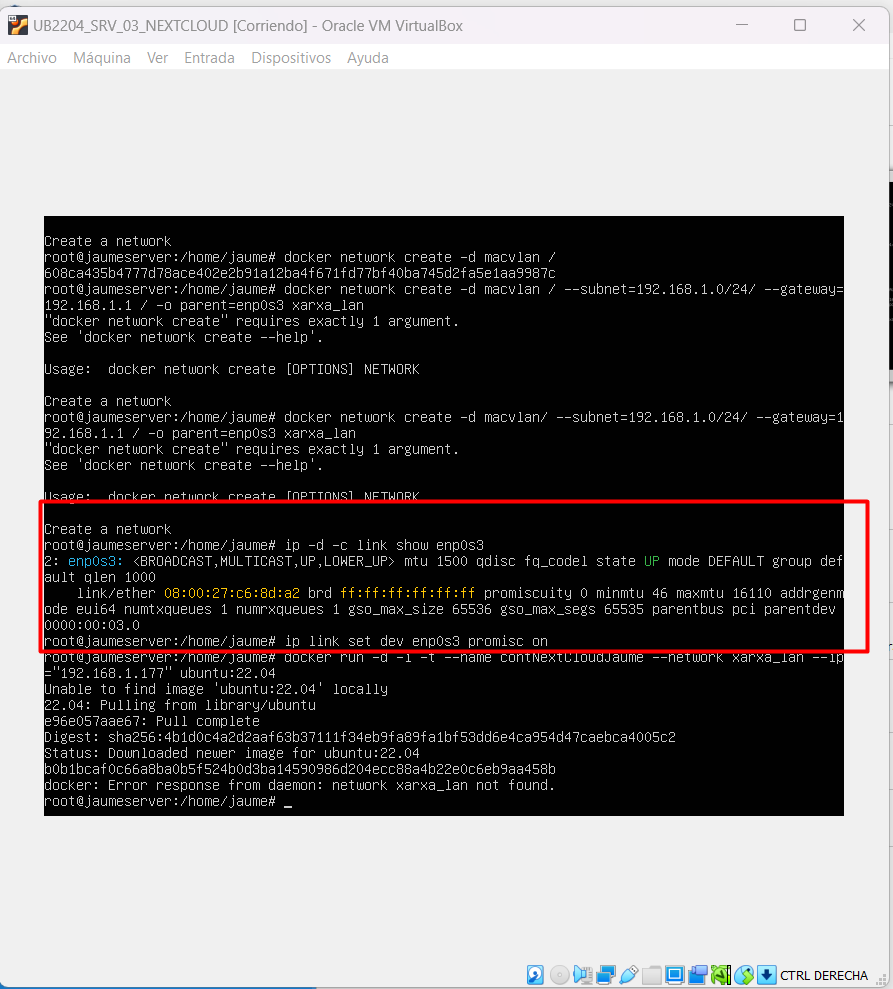 UB2204_SRV_03_NEXTCLOUD [Corriendo] - Oracle VM VirtualBox
Archivo Máquina Ver Entrada Dispositivos Ayuda
Create a network
root@jaumeserver:/home/jaume# docker network create -d macvlan /
608ca435b4777d78ace402e2b91a12ba4f671fd77bf40ba745d2fa5e1aa9987c
root@jaumeserver:/home/jaume# docker network create -d macvlan / --subnet=192.168.1.0/24/ --gateway=
192.168.1.1 / -o parent=enp0s3 xarxa_lan
"docker network create" requires exactly 1 argument.
See 'docker network create --help'.
Usage:  docker network create [OPTIONS] NETWORK
Create a network
root@jaumeserver:/home/jaume# docker network create -d macvlan/ --subnet=192.168.1.0/24/ --gateway=1
92.168.1.1 / -o parent=enp0s3 xarxa_lan
"docker network create" requires exactly 1 argument.
See 'docker network create --help'.
Usage:  docker network create [OPTIONS] NETWORK
Create a network
root@jaumeserver:/home/jaume# ip -d -c link show enp0s3
2: enp0s3: <BROADCAST,MULTICAST,UP,LOWER_UP> mtu 1500 qdisc fq_codel state UP mode DEFAULT group def
ault qlen 1000
link/ether 08:00:27:c6:8d:a2 brd ff:ff:ff:ff:ff:ff promiscuity 0 minmtu 46 maxmtu 16110 addrgenm
ode eui64 numtxqueues 1 numrxqueues 1 gso_max_size 65536 gso_max_segs 65535 parentbus pci parentdev
0000:00:03.0
root@jaumeserver:/home/jaume# ip link set dev enp0s3 promisc on
root@jaumeserver:/home/jaume# docker run -d -i -t --name contNextCloudJaume --network xarxa_lan --ip
="192.168.1.177" ubuntu:22.04
Unable to find image 'ubuntu:22.04' locally
22.04: Pulling from library/ubuntu
e96e057aae67: Pull complete
Digest: sha256:4b1d0c4a2d2aaf63b37111f34eb9fa89fa1bf53dd6e4ca954d47caebca4005c2
Status: Downloaded newer image for ubuntu:22.04
b0b1bcaf0c66a8ba0b5f524b0d3ba14590986d204ecc88a4b22e0c6eb9aa458b
docker: Error response from daemon: network xarxa_lan not found.
root@jaumeserver:/home/jaume# _
CTRL DERECHA